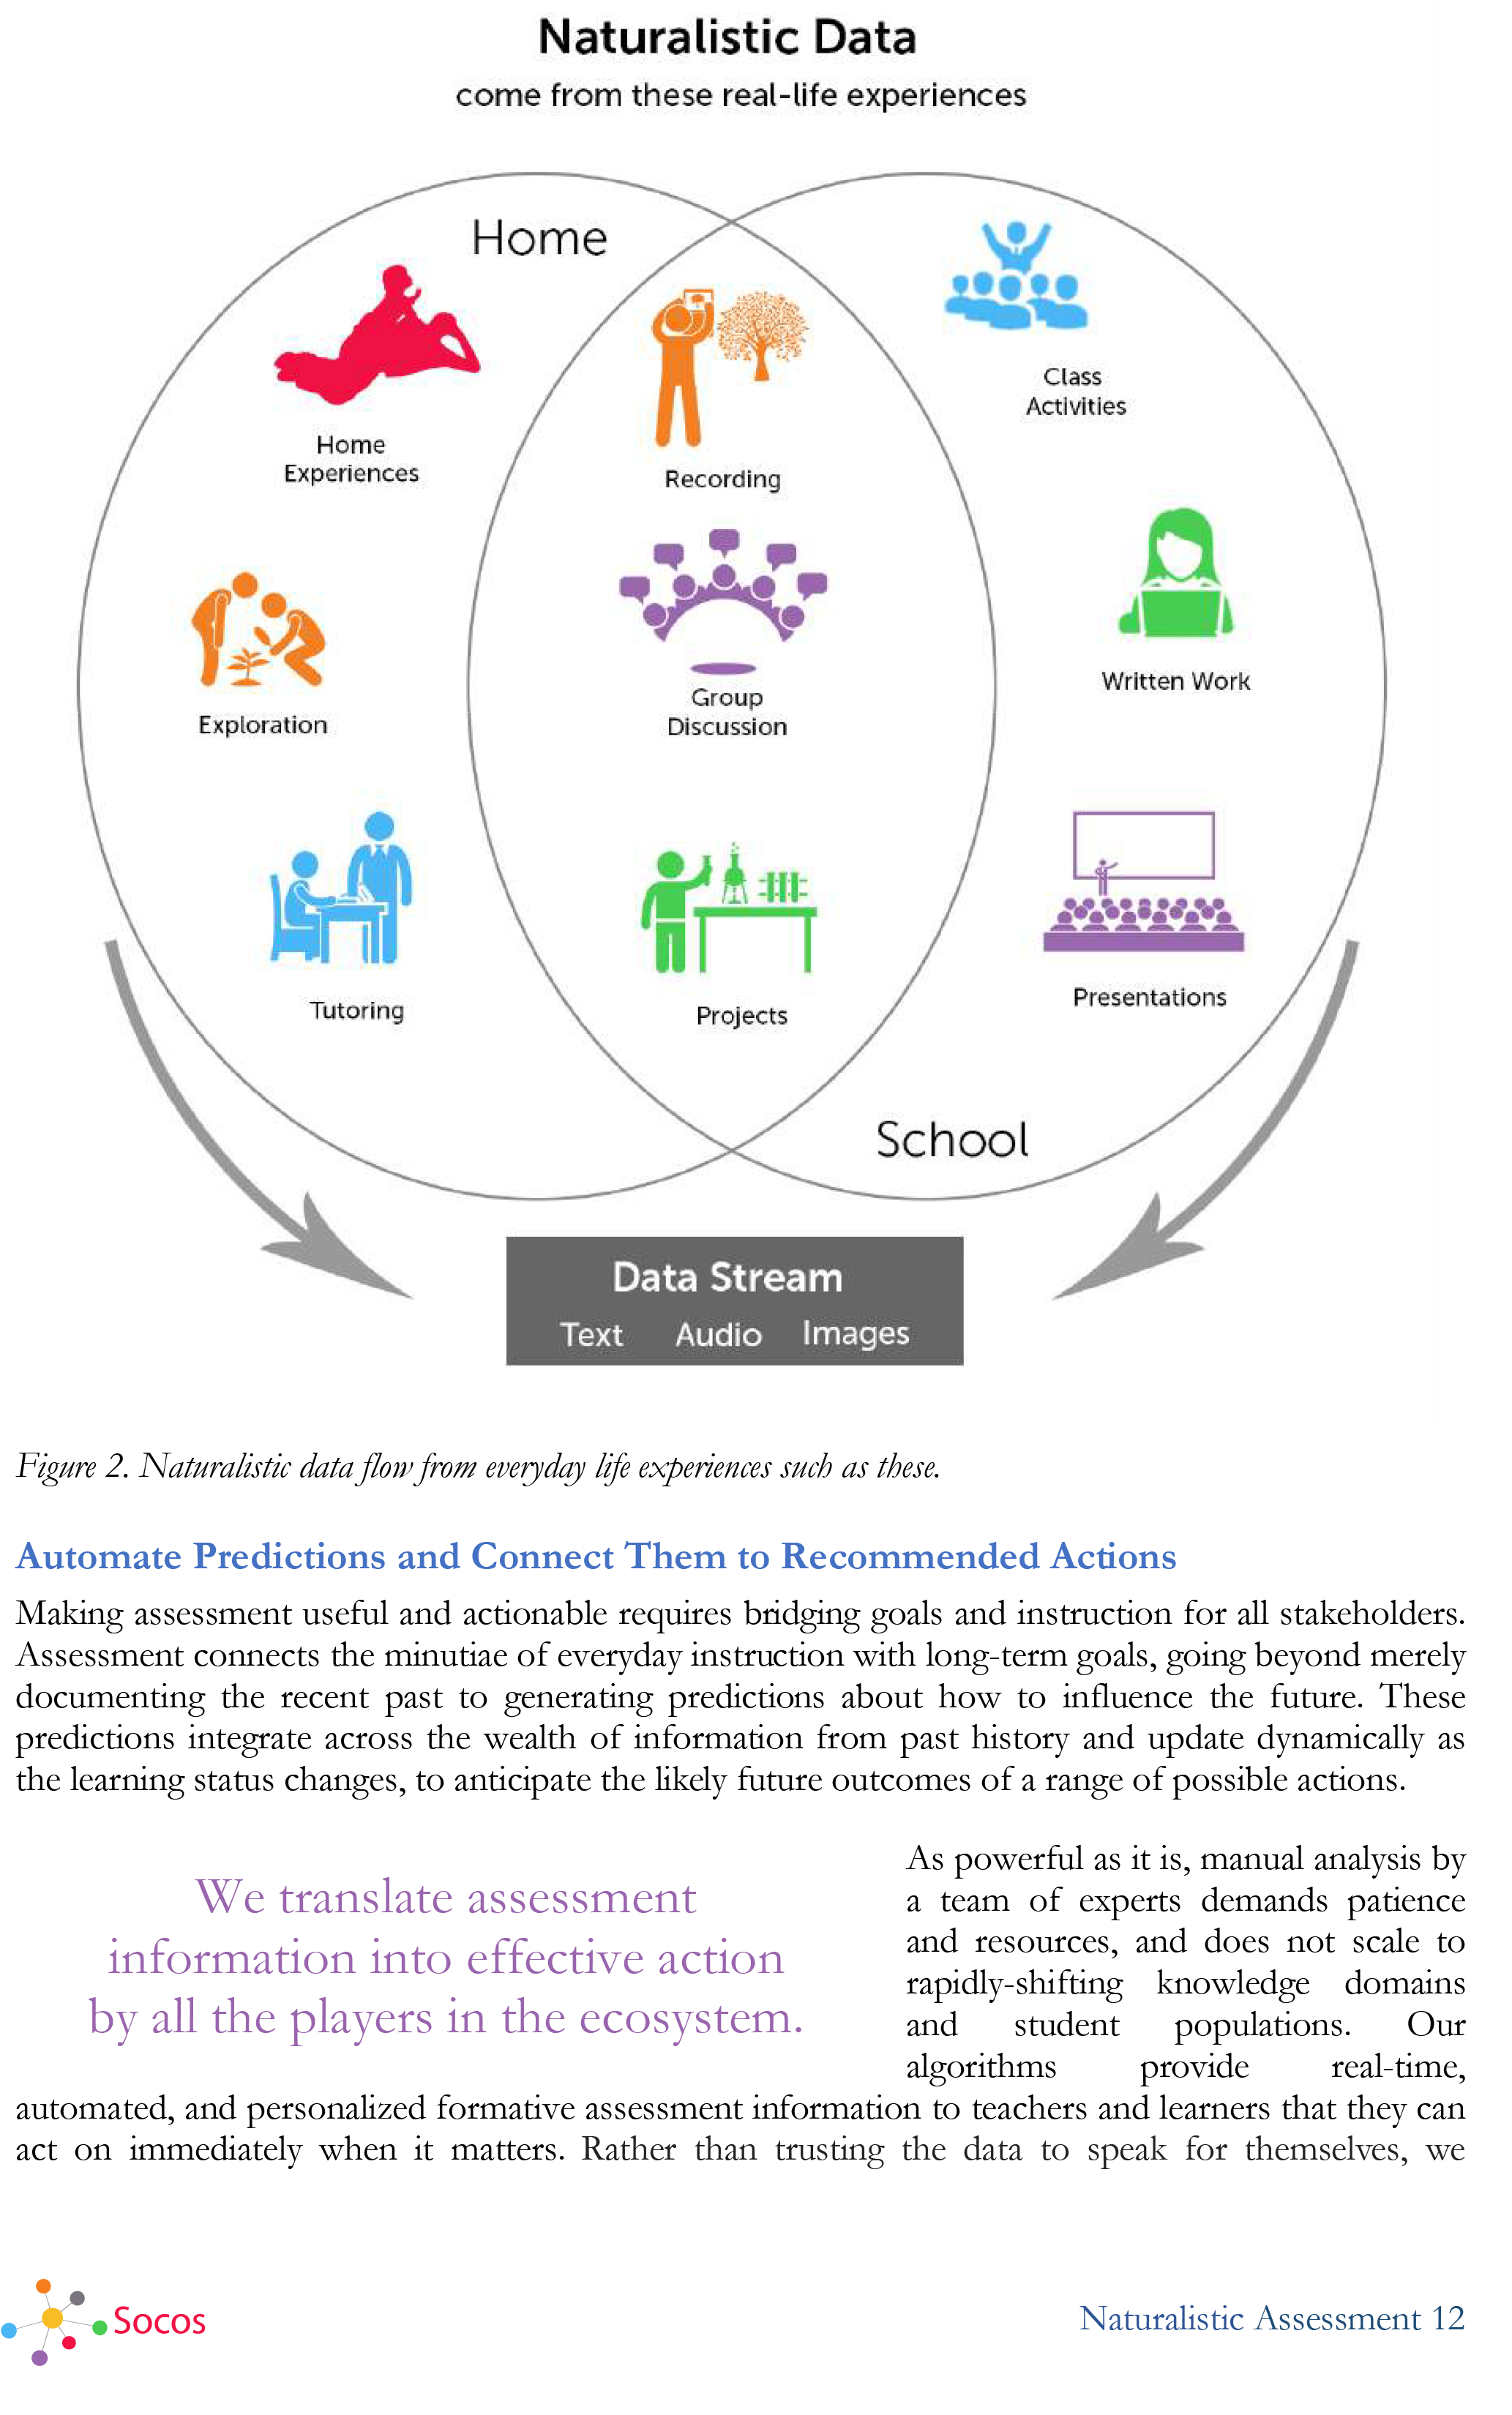 Naturalistic Data
come from these real-life experiences
Home
Home
Experiences
Exploration
Tutoring
Recording
Group
Discussion
Projects
Class
Activities
Written Work
Presentations
School
Data Stream
Text Audio Images
Figure 2. Naturalistic data flow from everyday life experiences such as these.
Automate Predictions and Connect Them to Recommended Actions
Making assessment useful and actionable requires bridging goals and instruction for all stakeholders.
Assessment connects the minutiae of everyday instruction with long-term goals, going beyond merely
documenting the recent past to generating predictions about how to influence the future. These
predictions integrate across the wealth of information from past history and update dynamically as
the learning status changes, to anticipate the likely future outcomes of a range of possible actions.
We translate assessment
information into effective action
by all the players in the ecosystem.
As powerful as it is, manual analysis by
a team of experts demands patience
and resources, and does not scale to
rapidly-shifting knowledge domains
and student populations. Our
algorithms provide real-time,
automated, and personalized formative assessment information to teachers and learners that they can
act on immediately when it matters. Rather than trusting the data to speak for themselves, we
Socos
Naturalistic Assessment 12